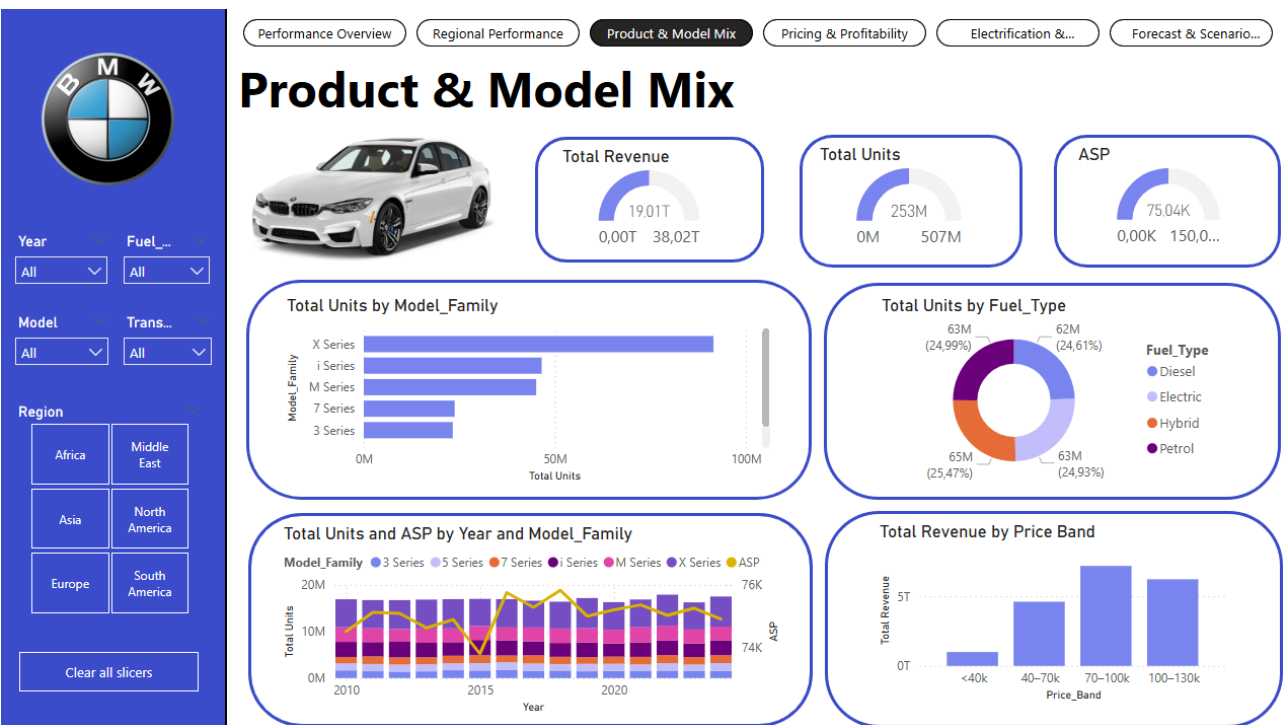 BMW
Performance Overview
Regional Performance
Product & Model Mix
Pricing & Profitability
Electrification &...
Forecast & Scenario...
Product & Model Mix
Year
All
Fuel_...
All
Model
All
Trans...
All
Region
Africa
Middle
East
Asia
North
America
Europe
South
America
Clear all slicers
Total Revenue
19,01T
0,00T 38,02T
Total Units
253M
0M 507M
ASP
75,04K
0,00K 150,0...
Total Units by Model_Family
Model_Family
X Series
i Series
M Series
7 Series
3 Series
0M 50M 100M
Total Units
Total Units by Fuel_Type
63M
(24,99%)
62M
(24,61%)
65M
(25,47%)
63M
(24,93%)
Fuel_Type
Diesel
Electric
Hybrid
Petrol
Total Units and ASP by Year and Model_Family
Model_Family 3 Series 5 Series 7 Series i Series M Series X Series ASP
Total Units
20M
10M
0M
76K
74K
ASP
2010 2015 2020
Year
Total Revenue by Price Band
Total Revenue
5T
0T
<40k 40–70k 70–100k 100–130k
Price_Band